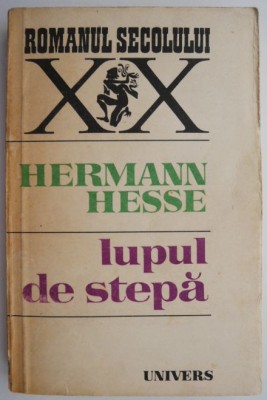 ROMANUL SECOLULUI
XX
HERMANN
HESSE
lupul
de stepă
UNIVERS